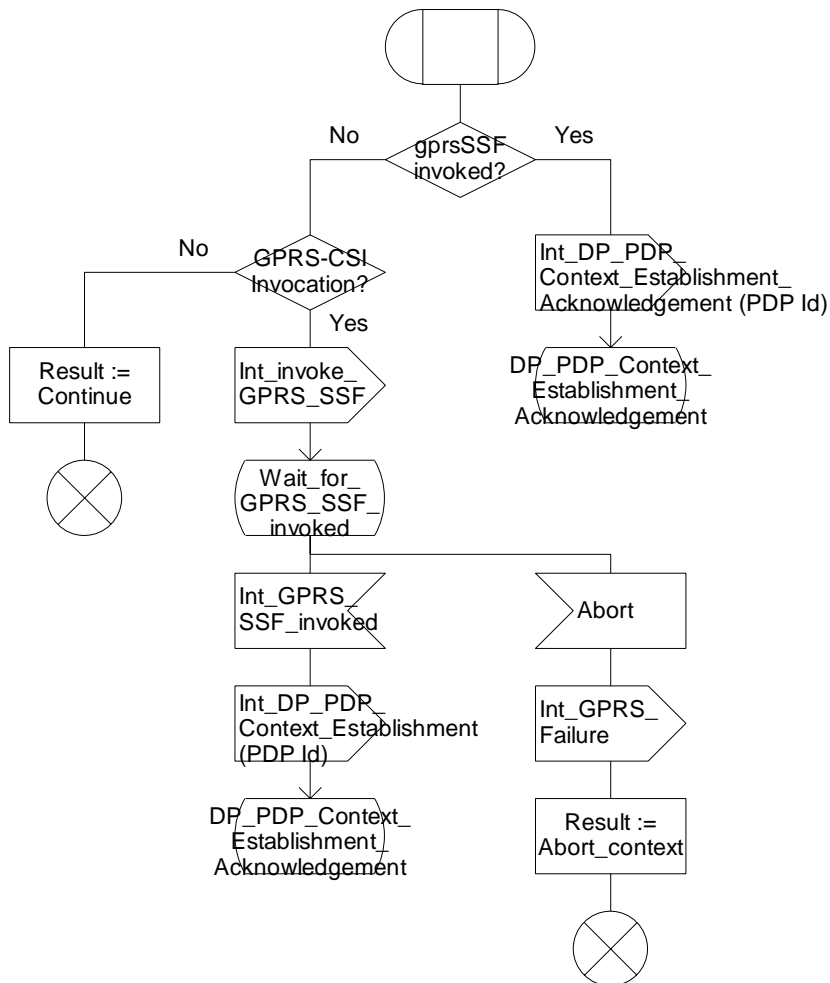 No
gprsSSF
invoked?
Yes
No
GPRS-CSI
Invocation?
Yes
Int_DP_PDP_
Context_Establishment_
Acknowledgement (PDP Id)
Result :=
Continue
Int_invoke_
GPRS_SSF
DP_PDP_Context_
Establishment_
Acknowledgement
Wait_for_
GPRS_SSF_
invoked
Int_GPRS_
SSF_invoked
Abort
Int_DP_PDP_
Context_Establishment
(PDP Id)
Int_GPRS_
Failure
DP_PDP_Context_
Establishment_
Acknowledgement
Result :=
Abort_context